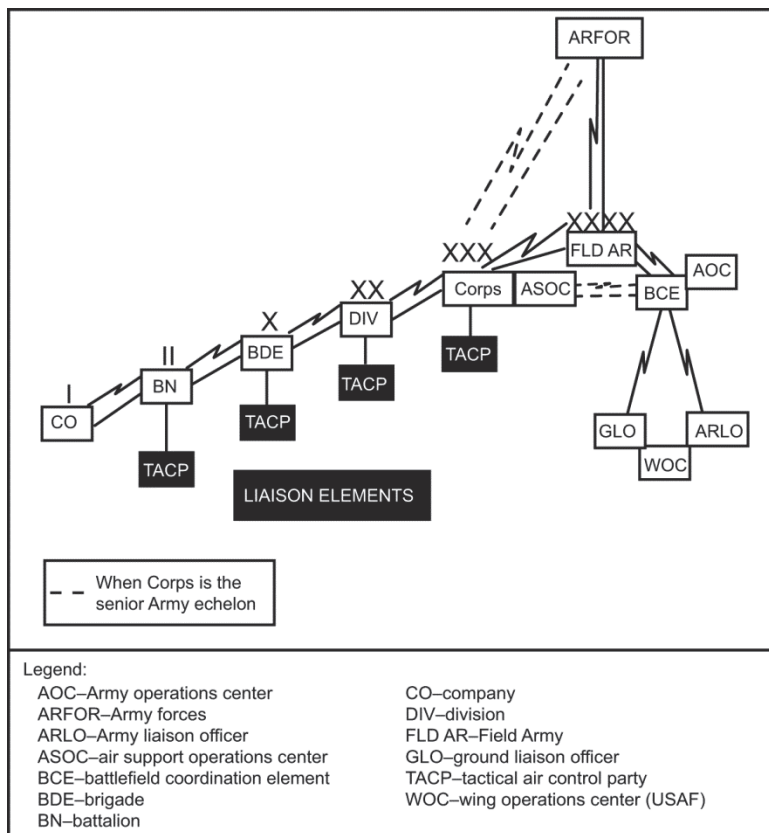 ARFOR
XXXX
FLD AR
XXX
Corps
ASOC
BCE
AOC
XX
DIV
TACP
X
BDE
TACP
II
BN
TACP
I
CO
TACP
GLO
ARLO
WOC
LIAISON ELEMENTS
When Corps is the
senior Army echelon
Legend:
AOC–Army operations center
ARFOR–Army forces
ARLO–Army liaison officer
ASOC–air support operations center
BCE–battlefield coordination element
BDE–brigade
BN–battalion
CO–company
DIV–division
FLD AR–Field Army
GLO–ground liaison officer
TACP–tactical air control party
WOC–wing operations center (USAF)